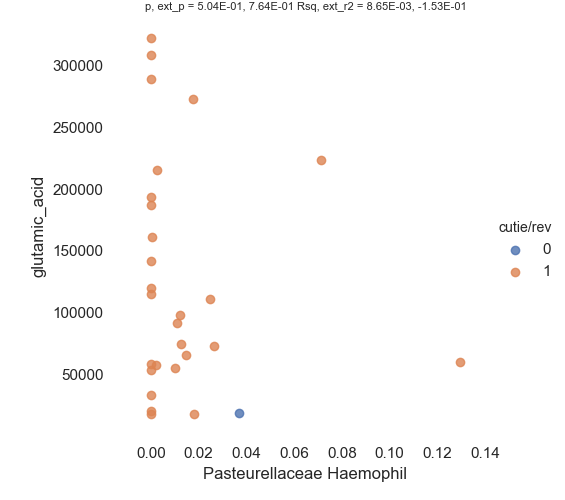 p, ext_p = 5.04E-01, 7.64E-01 Rsq, ext_r2 = 8.65E-03, -1.53E-01
300000
250000
200000
150000
100000
50000
glutamic_acid
0.00 0.02 0.04 0.06 0.08 0.10 0.12 0.14
Pasteurellaceae Haemophil
cutie/rev
0
1